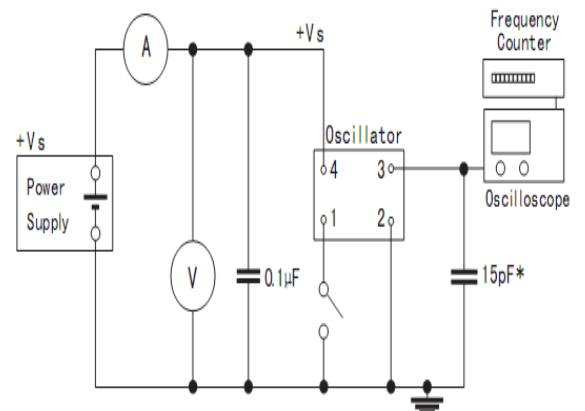 Frequency
Counter
+Vs
A
Oscillator
+Vs
Power
Supply
4
3
1
2
Oscilloscope
V
0.1μF
15pF*